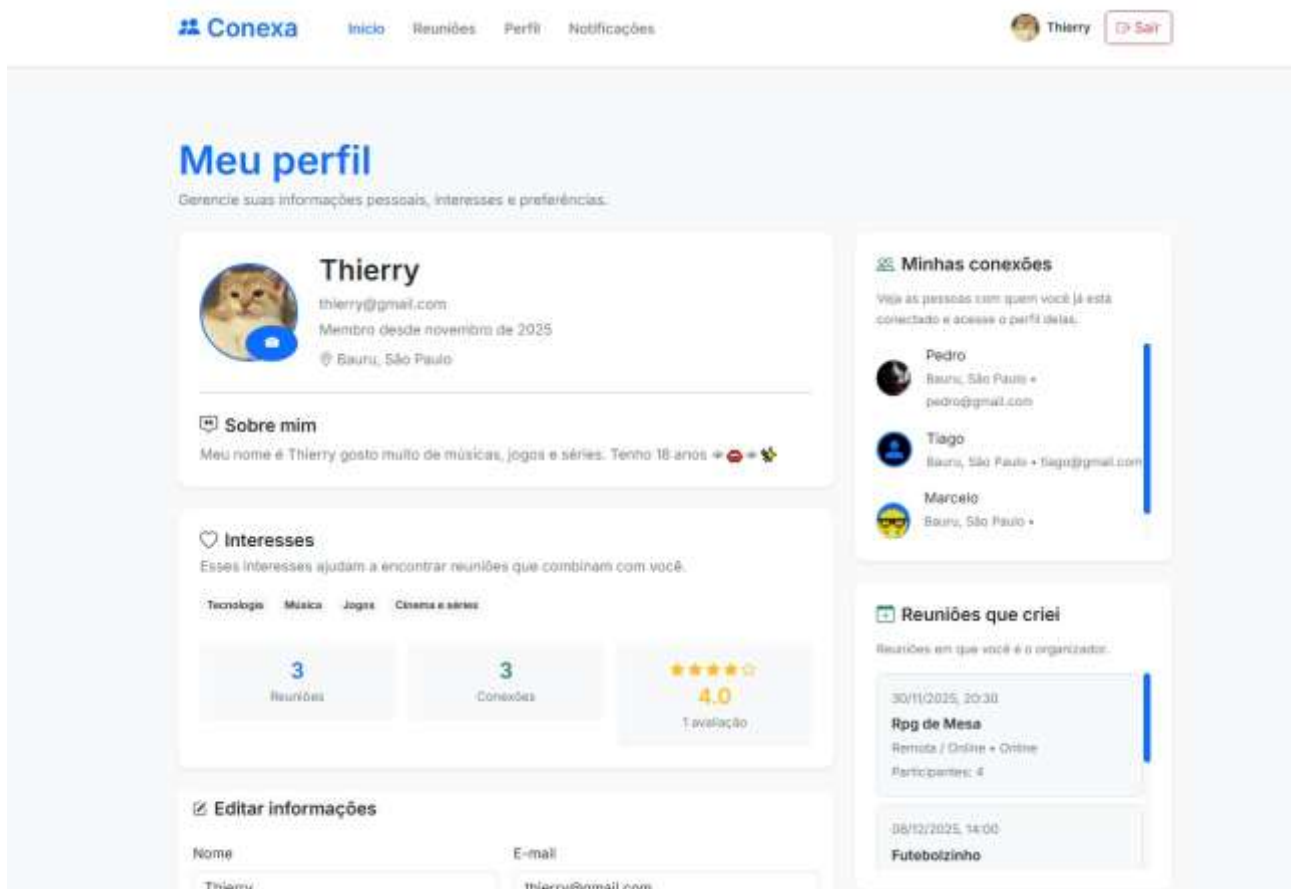 Conexa
Início
Reuniões
Perfil
Notificações
Thierry
Sair
Meu perfil
Gerencie suas informações pessoais, interesses e preferências.
Thierry
thierry@gmail.com
Membro desde novembro de 2025
Bauru, São Paulo
Sobre mim
Meu nome é Thierry gosto muito de músicas, jogos e séries. Tenho 18 anos
Interesses
Esses interesses ajudam a encontrar reuniões que combinam com você.
Tecnologia Música Jogos Cinema e séries
3
Reuniões
3
Conexões
4.0
1 avaliação
Editar informações
Nome
Thierry
E-mail
thierry@gmail.com
Minhas conexões
Veja as pessoas com quem você já está
conectado e acesse o perfil delas.
Pedro
Bauru, São Paulo •
pedro@gmail.com
Tiago
Bauru, São Paulo • tiago@gmail.com
Marcelo
Bauru, São Paulo •
Reuniões que criei
Reuniões em que você é o organizador.
30/11/2025, 20:30
Rpg de Mesa
Remota / Online • Online
Participantes: 4
08/12/2025, 14:00
Futebolzinho